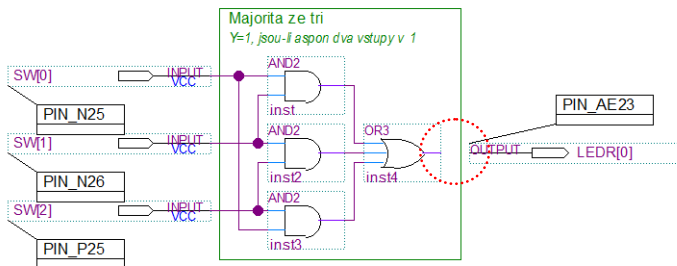 Majorita ze tri
Y=1, jsou-li aspon dva vstupy v 1
SW[0]
INPUT
VCC
PIN_N25
AND2
inst
SW[1]
INPUT
VCC
PIN_N26
AND2
inst2
SW[2]
INPUT
VCC
PIN_P25
AND2
inst3
OR3
inst4
PIN_AE23
OUTPUT
LEDR[0]